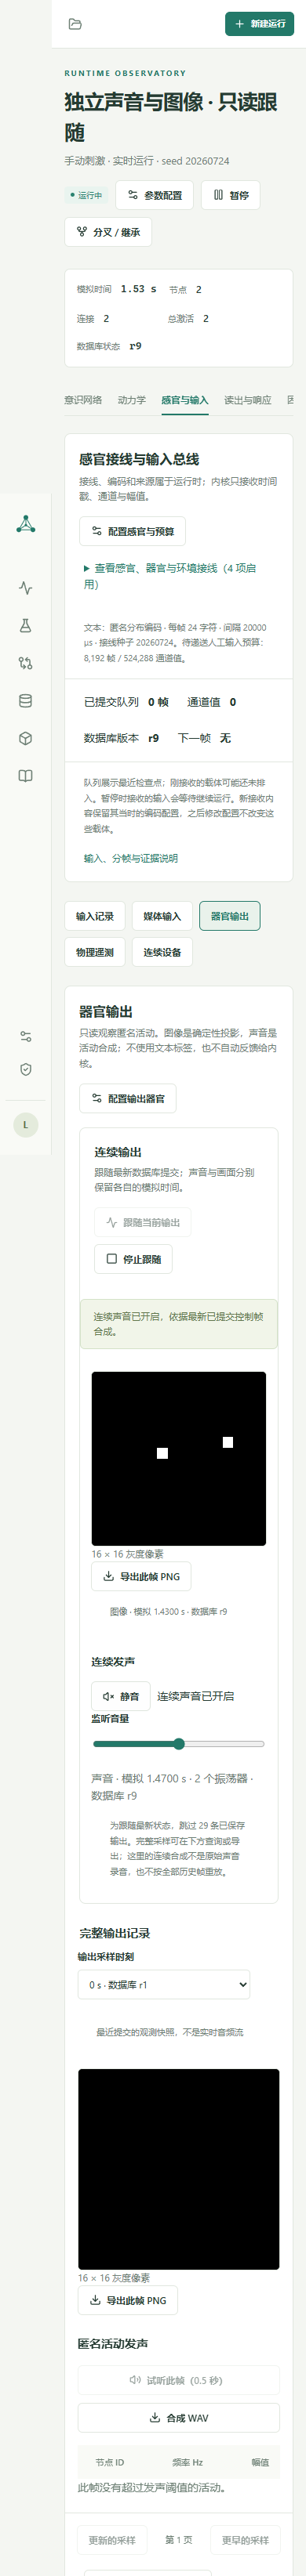 新建运行
RUNTIME OBSERVATORY
独立声音与图像 · 只读跟
随
手动刺激 · 实时运行 · seed 20260724
运行中
参数配置
暂停
分叉 / 继承
模拟时间 1.53 s 节点 2
连接 2 总激活 2
数据库状态 r9
意识网络 动力学 感官与输入 读出与响应
感官接线与输入总线
接线、编码和来源属于运行时；内核只接收时间
戳、通道与幅值。
配置感官与预算
查看感官、器官与环境接线（4 项启
用）
文本：匿名分布编码 · 每帧 24 字符 · 间隔 20000
μs · 接线种子 20260724。待递送人工输入预算：
8,192 帧 / 524,288 通道值。
已提交队列 0 帧 通道值 0
数据库版本 r9 下一帧 无
队列展示最近检查点；刚接收的载体可能还未排
入。暂停时接收的输入会等待继续运行。新接收内
容保留其当时的编码配置，之后修改配置不改变这
些载体。
输入、分帧与证据说明
输入记录 媒体输入 器官输出
物理遥测 连续设备
器官输出
只读观察匿名活动。图像是确定性投影，声音是
活动合成；不使用文本标签，也不自动反馈给内
核。
配置输出器官
连续输出
跟随最新数据库提交；声音与画面分别
保留各自的模拟时间。
跟随当前输出
停止跟随
连续声音已开启，依据最新已提交控制帧
合成。
16 × 16 灰度像素
导出此帧 PNG
图像 · 模拟 1.4300 s · 数据库 r9
连续发声
静音 连续声音已开启
监听音量
声音 · 模拟 1.4700 s · 2 个振荡器 ·
数据库 r9
为跟随最新状态，跳过 29 条已保存
输出。完整采样可在下方查询或导
出；这里的连续合成不是原始声音
录音，也不按全部历史帧重放。
完整输出记录
输出采样时刻
0 s · 数据库 r1
最近提交的观测快照，不是实时音频流
16 × 16 灰度像素
导出此帧 PNG
匿名活动发声
试听此帧（0.5 秒）
合成 WAV
节点 ID 频率 Hz 幅值
此帧没有超过发声阈值的活动。
更新的采样 第 1 页 更早的采样
L